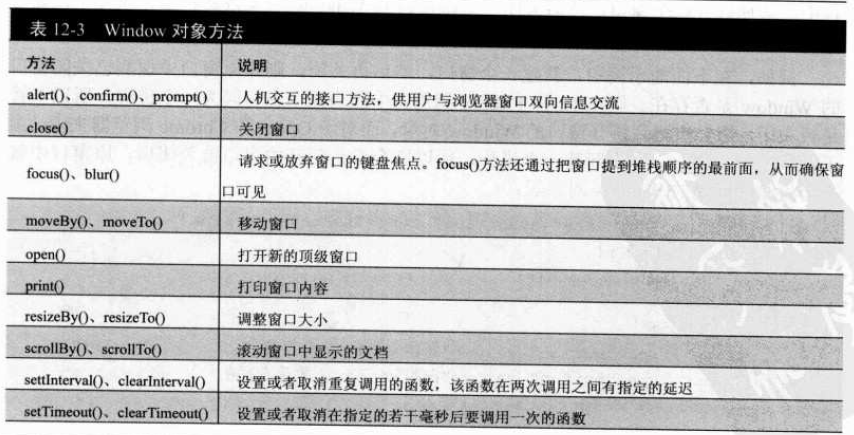 表 12-3 Window 对象方法
方法 说明
alert()、confirm()、prompt() 人机交互的接口方法，供用户与浏览器窗口双向信息交流
close() 关闭窗口
focus()、blur() 请求或放弃窗口的键盘焦点。focus()方法还通过把窗口提到堆栈顺序的最前面，从而确保窗
口可见
moveBy()、moveTo() 移动窗口
open() 打开新的顶级窗口
print() 打印窗口内容
resizeBy()、resizeTo() 调整窗口大小
scrollBy()、scrollTo() 滚动窗口中显示的文档
settInterval()、clearInterval() 设置或者取消重复调用的函数，该函数在两次调用之间有指定的延迟
setTimeout()、clearTimeout() 设置或者取消在指定的若干毫秒后要调用一次的函数